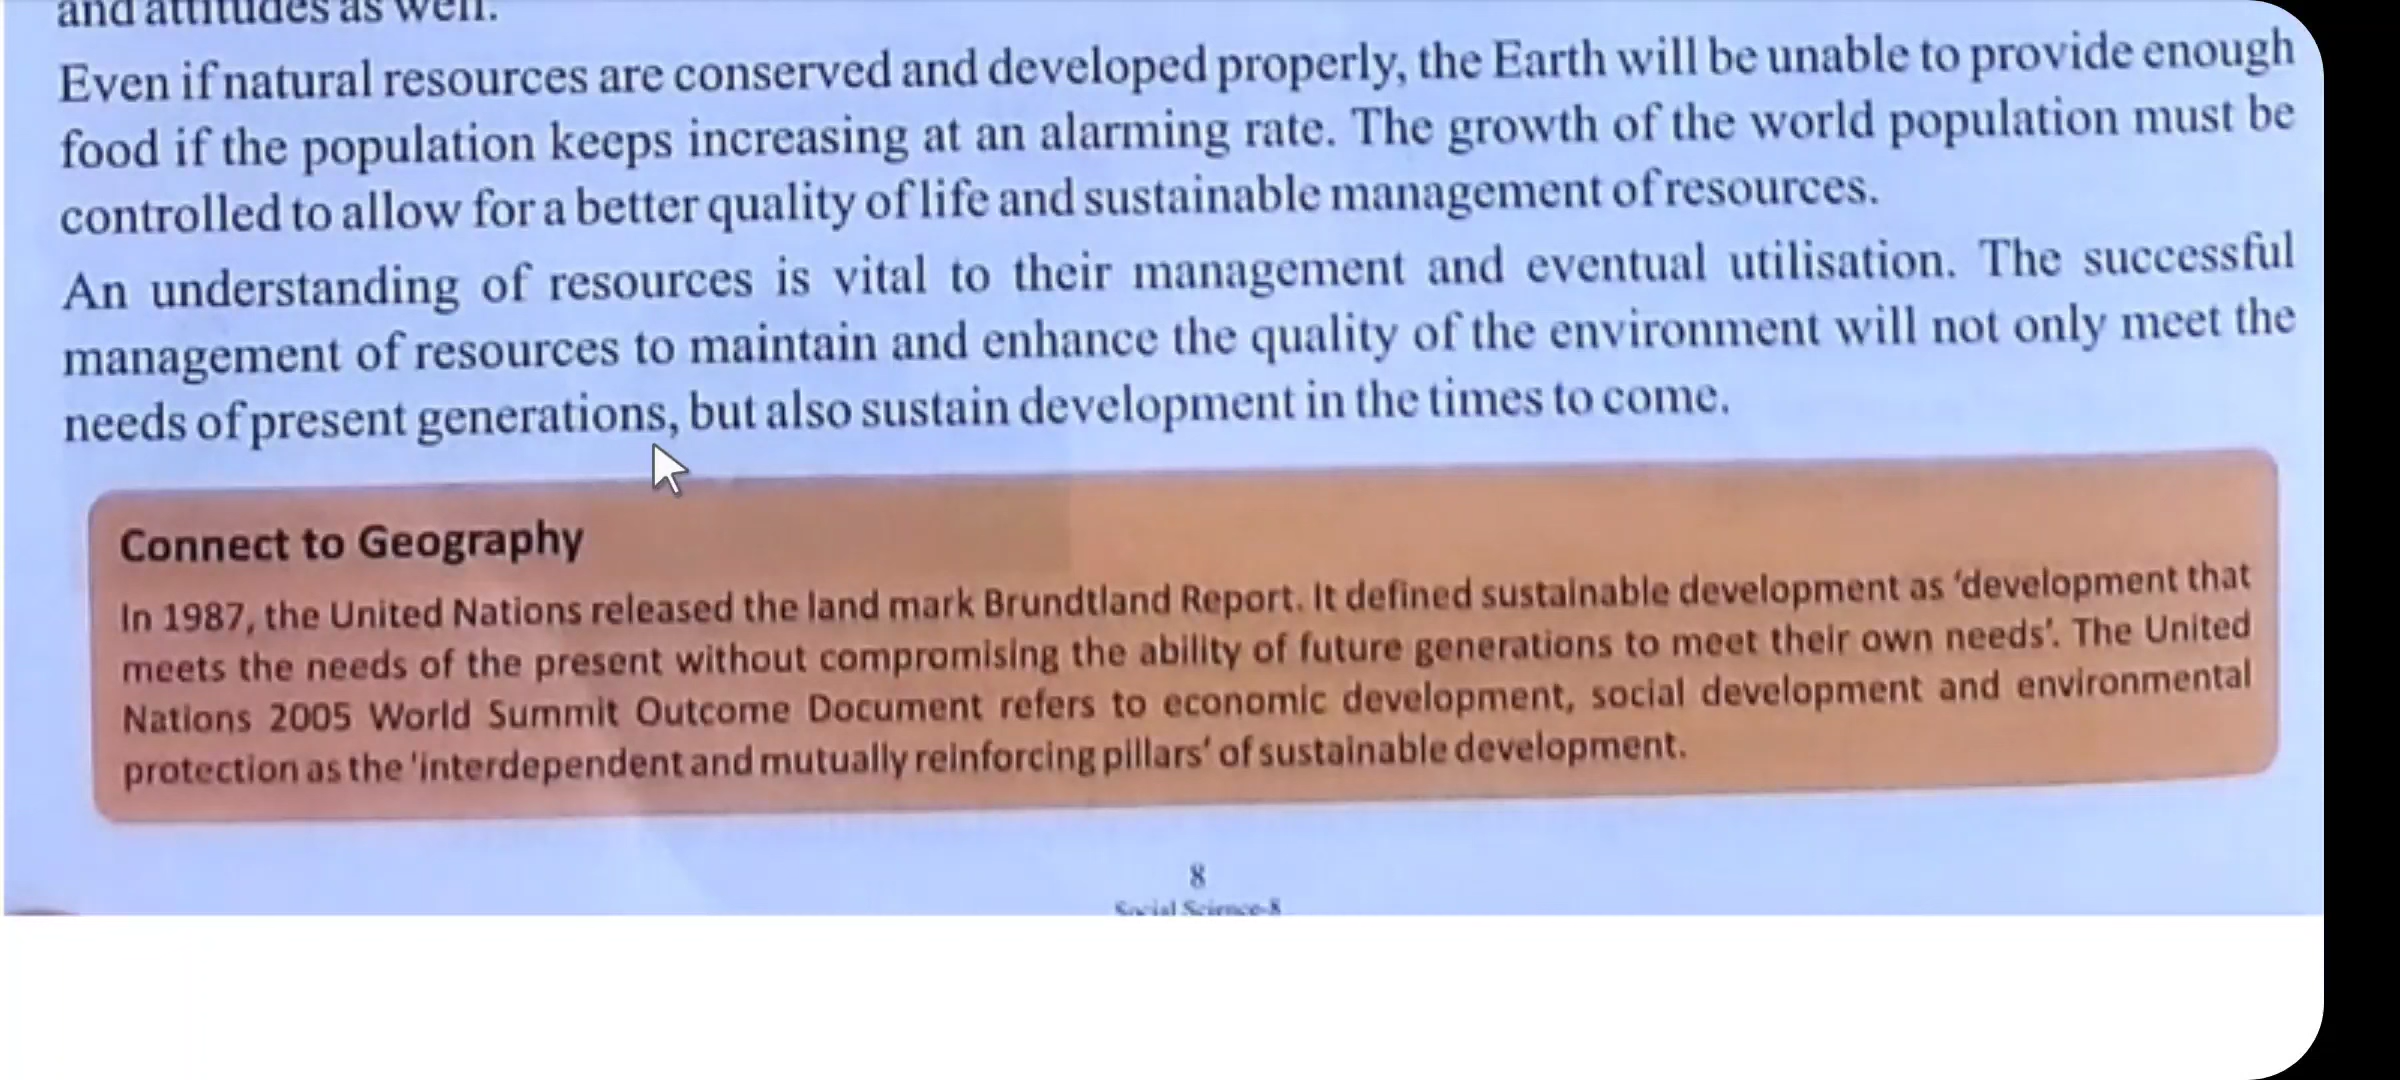 and attitudes as well.
Even if natural resources are conserved and developed properly, the Earth will be unable to provide enough
food if the population keeps increasing at an alarming rate. The growth of the world population must be
controlled to allow for a better quality of life and sustainable management of resources.
An understanding of resources is vital to their management and eventual utilisation. The successful
management of resources to maintain and enhance the quality of the environment will not only meet the
needs of present generations, but also sustain development in the times to come.
Connect to Geography
In 1987, the United Nations released the land mark Brundtland Report. It defined sustainable development as ‘development that
meets the needs of the present without compromising the ability of future generations to meet their own needs’. The United
Nations 2005 World Summit Outcome Document refers to economic development, social development and environmental
protection as the 'interdependent and mutually reinforcing pillars’ of sustainable development.
8
Social Science-8